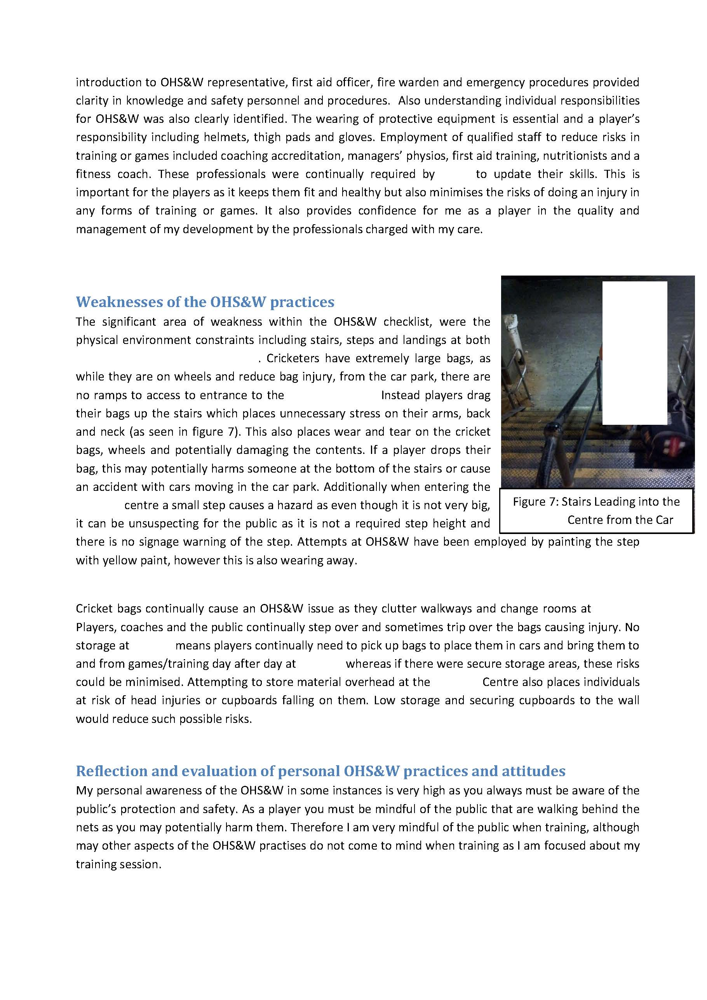 introduction to OHS&W representative, first aid officer, fire warden and emergency procedures provided
clarity in knowledge and safety personnel and procedures.  Also understanding individual responsibilities
for OHS&W was also clearly identified. The wearing of protective equipment is essential and a player’s
responsibility including helmets, thigh pads and gloves. Employment of qualified staff to reduce risks in
training or games included coaching accreditation, managers’ physios, first aid training, nutritionists and a
fitness coach. These professionals were continually required by to update their skills. This is
important for the players as it keeps them fit and healthy but also minimises the risks of doing an injury in
any forms of training or games. It also provides confidence for me as a player in the quality and
management of my development by the professionals charged with my care.
Weaknesses of the OHS&W practices
The significant area of weakness within the OHS&W checklist, were the
physical environment constraints including stairs, steps and landings at both
. Cricketers have extremely large bags, as
while they are on wheels and reduce bag injury, from the car park, there are
no ramps to access to entrance to the Instead players drag
their bags up the stairs which places unnecessary stress on their arms, back
and neck (as seen in figure 7). This also places wear and tear on the cricket
bags, wheels and potentially damaging the contents. If a player drops their
bag, this may potentially harms someone at the bottom of the stairs or cause
an accident with cars moving in the car park. Additionally when entering the
centre a small step causes a hazard as even though it is not very big,
it can be unsuspecting for the public as it is not a required step height and
there is no signage warning of the step. Attempts at OHS&W have been employed by painting the step
with yellow paint, however this is also wearing away.
Figure 7: Stairs Leading into the
Centre from the Car
Cricket bags continually cause an OHS&W issue as they clutter walkways and change rooms at
Players, coaches and the public continually step over and sometimes trip over the bags causing injury. No
storage at means players continually need to pick up bags to place them in cars and bring them to
and from games/training day after day at whereas if there were secure storage areas, these risks
could be minimised. Attempting to store material overhead at the Centre also places individuals
at risk of head injuries or cupboards falling on them. Low storage and securing cupboards to the wall
would reduce such possible risks.
Reflection and evaluation of personal OHS&W practices and attitudes
My personal awareness of the OHS&W in some instances is very high as you always must be aware of the
public’s protection and safety. As a player you must be mindful of the public that are walking behind the
nets as you may potentially harm them. Therefore I am very mindful of the public when training, although
may other aspects of the OHS&W practises do not come to mind when training as I am focused about my
training session.